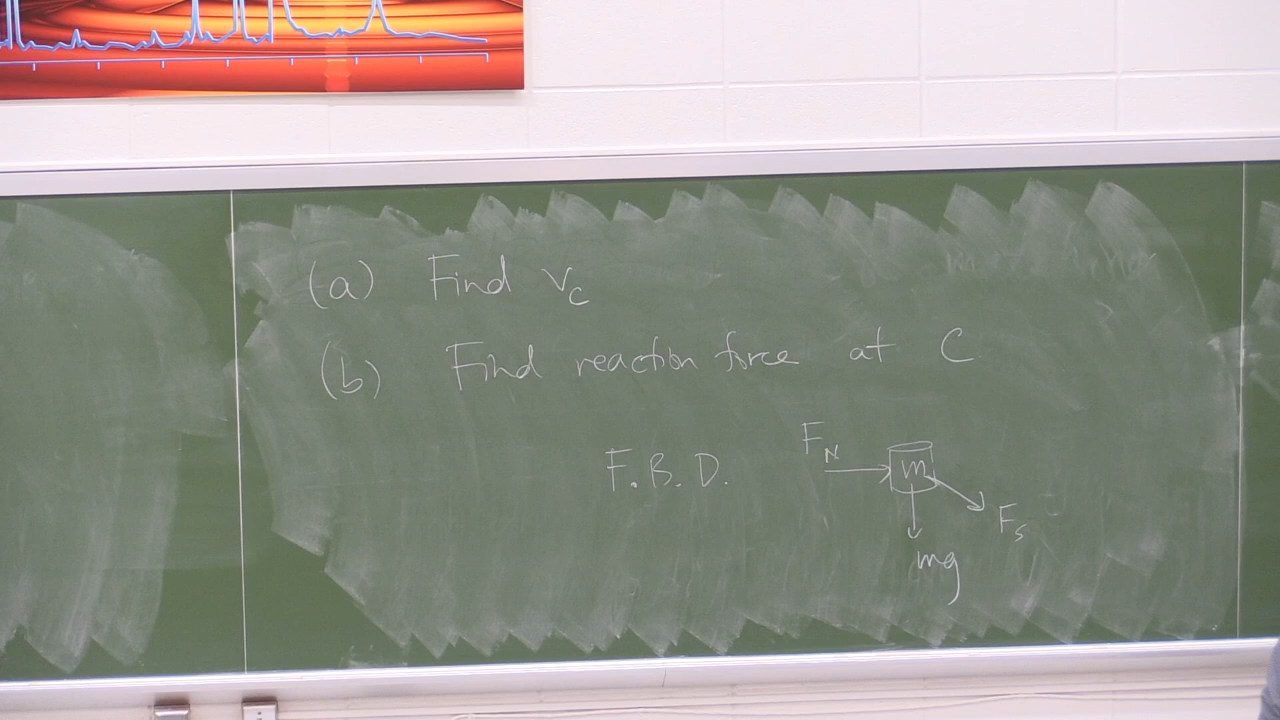 (a) Find v_c
(b) Find reaction force at C
F.B.D.
F_N
m
F_s
mg